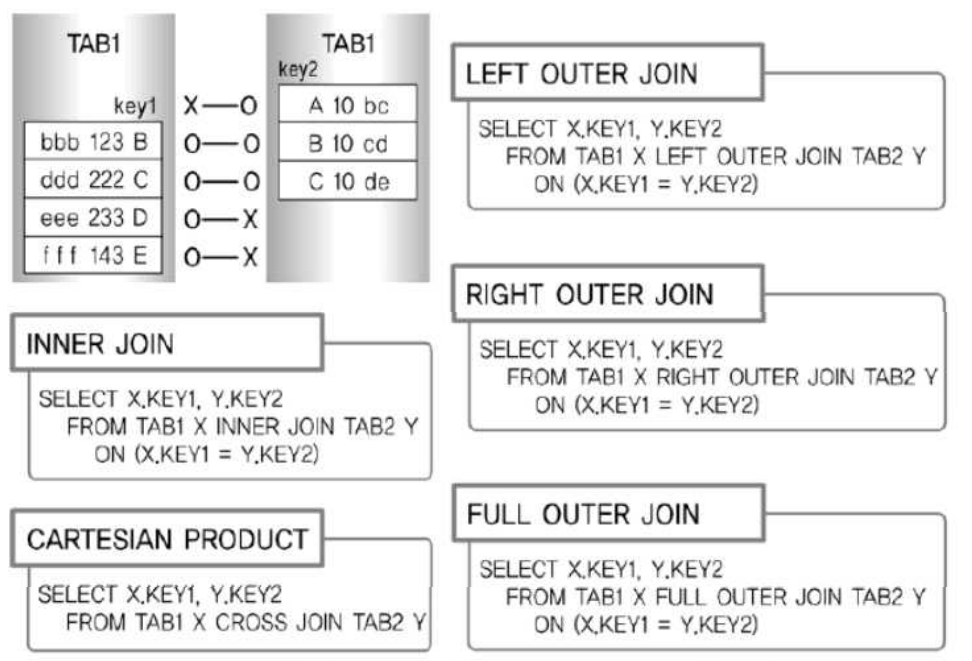 TAB1
key1
bbb 123 B
ddd 222 C
eee 233 D
fff 143 E
X—O
O—O
O—O
O—X
O—X
TAB1
key2
A 10 bc
B 10 cd
C 10 de
INNER JOIN
SELECT X.KEY1, Y.KEY2
FROM TAB1 X INNER JOIN TAB2 Y
ON (X.KEY1 = Y.KEY2)
CARTESIAN PRODUCT
SELECT X.KEY1, Y.KEY2
FROM TAB1 X CROSS JOIN TAB2 Y
LEFT OUTER JOIN
SELECT X.KEY1, Y.KEY2
FROM TAB1 X LEFT OUTER JOIN TAB2 Y
ON (X.KEY1 = Y.KEY2)
RIGHT OUTER JOIN
SELECT X.KEY1, Y.KEY2
FROM TAB1 X RIGHT OUTER JOIN TAB2 Y
ON (X.KEY1 = Y.KEY2)
FULL OUTER JOIN
SELECT X.KEY1, Y.KEY2
FROM TAB1 X FULL OUTER JOIN TAB2 Y
ON (X.KEY1 = Y.KEY2)